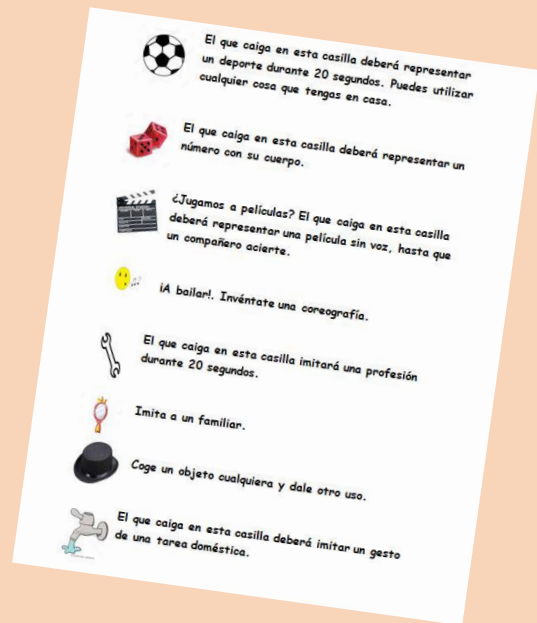 El que caiga en esta casilla deberá representar
un deporte durante 20 segundos. Puedes utilizar
cualquier cosa que tengas en casa.
El que caiga en esta casilla deberá representar un
número con su cuerpo.
¿Jugamos a películas? El que caiga en esta casilla
deberá representar una película sin voz, hasta que
un compañero acierte.
¡A bailar!. Invéntate una coreografía.
El que caiga en esta casilla imitará una profesión
durante 20 segundos.
Imita a un familiar.
Coge un objeto cualquiera y dale otro uso.
El que caiga en esta casilla deberá imitar un gesto
de una tarea doméstica.